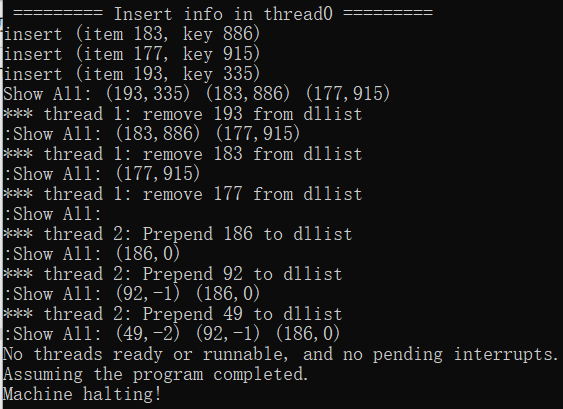 ========= Insert info in thread0 =========
insert (item 183, key 886)
insert (item 177, key 915)
insert (item 193, key 335)
Show All: (193,335) (183,886) (177,915)
*** thread 1: remove 193 from dllist
:Show All: (183,886) (177,915)
*** thread 1: remove 183 from dllist
:Show All: (177,915)
*** thread 1: remove 177 from dllist
:Show All:
*** thread 2: Prepend 186 to dllist
:Show All: (186,0)
*** thread 2: Prepend 92 to dllist
:Show All: (92,-1) (186,0)
*** thread 2: Prepend 49 to dllist
:Show All: (49,-2) (92,-1) (186,0)
No threads ready or runnable, and no pending interrupts.
Assuming the program completed.
Machine halting!